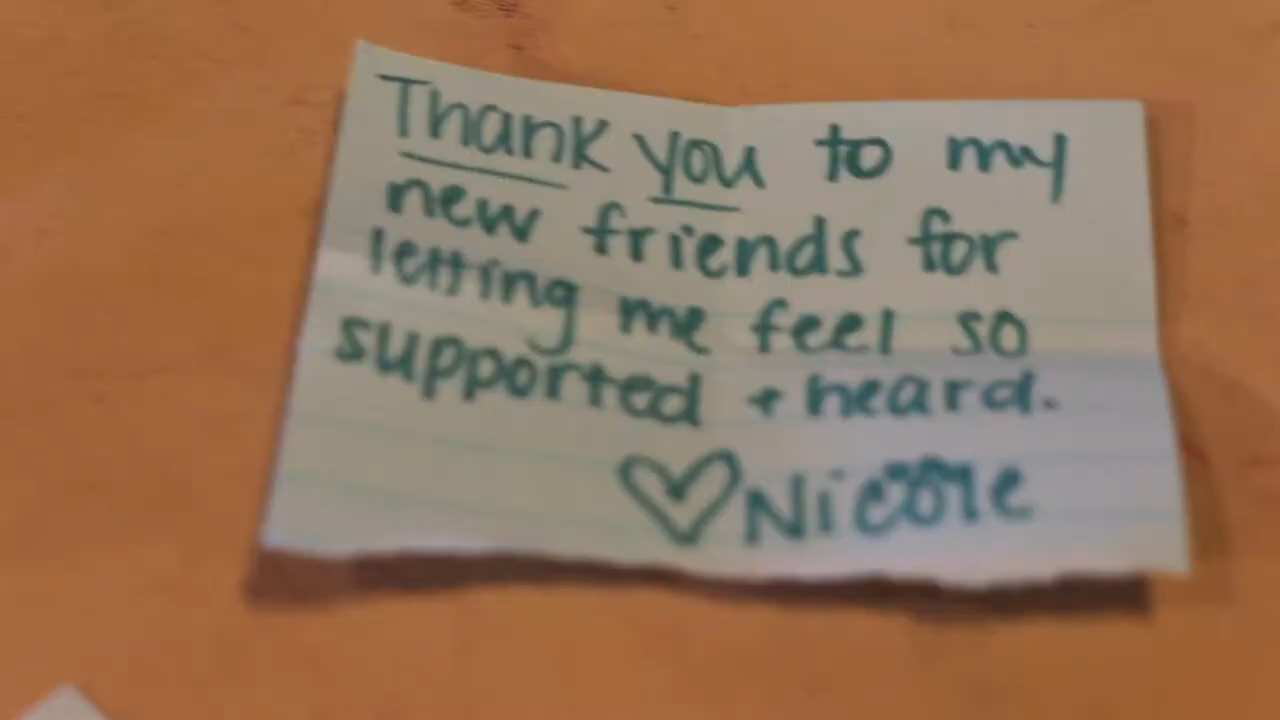 Thank you to my
new friends for
letting me feel so
supported + heard.
♡Nicole